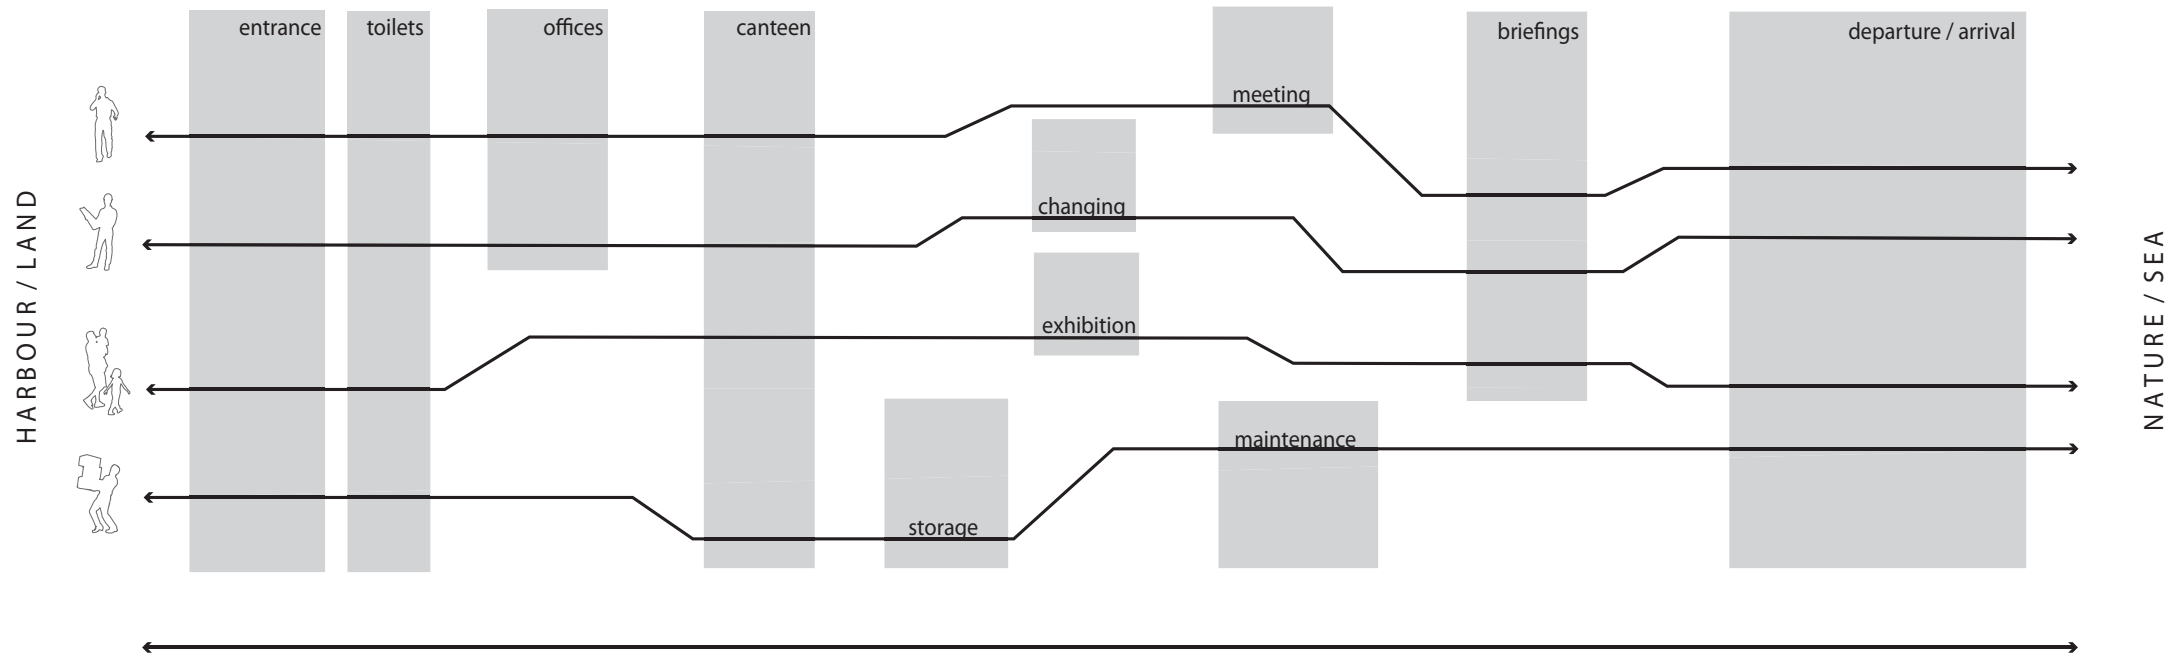 entrance
toilets
offices
canteen
briefings
departure / arrival
meeting
changing
exhibition
maintenance
storage
HARBOUR / LAND
NATURE / SEA